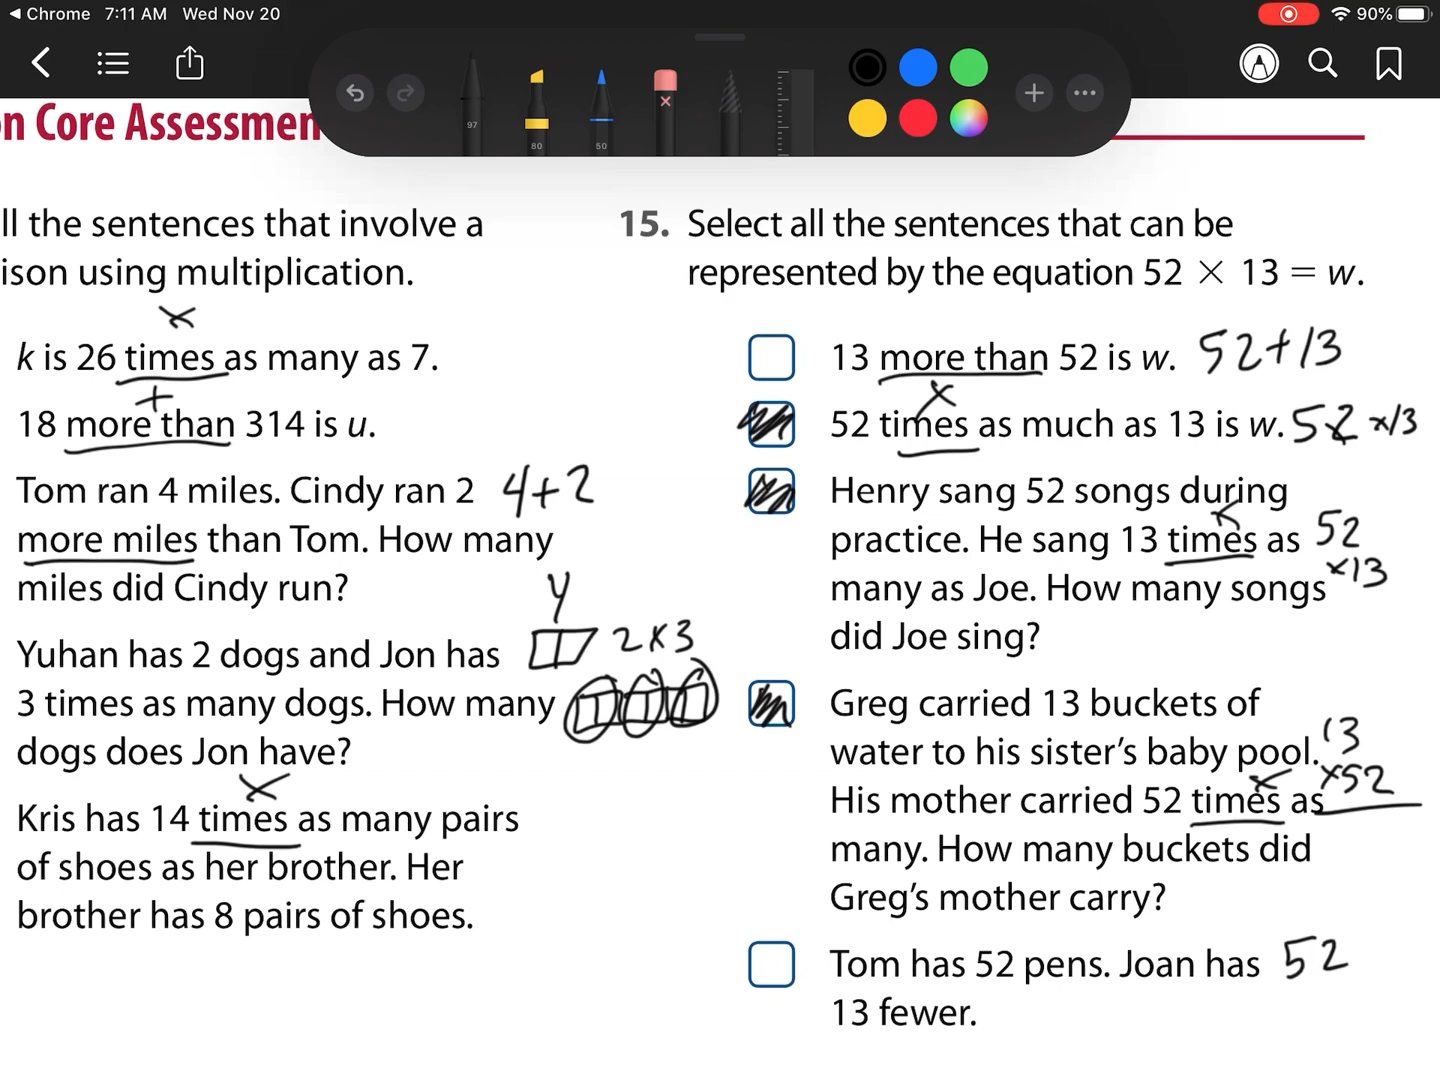 Chrome 7:11 AM Wed Nov 20
90%
97
80
50
n Core Assessmen
ll the sentences that involve a
ison using multiplication.
×
k is 26 times as many as 7.
+
18 more than 314 is u.
Tom ran 4 miles. Cindy ran 2 4+2
more miles than Tom. How many
miles did Cindy run?
y
Yuhan has 2 dogs and Jon has 2×3
3 times as many dogs. How many
dogs does Jon have?
×
Kris has 14 times as many pairs
of shoes as her brother. Her
brother has 8 pairs of shoes.
15. Select all the sentences that can be
represented by the equation 52 × 13 = w.
13 more than 52 is w. 52+13
×
52 times as much as 13 is w. 52 ×13
Henry sang 52 songs during
×
practice. He sang 13 times as 52
many as Joe. How many songs ×13
did Joe sing?
Greg carried 13 buckets of
water to his sister's baby pool. 13
×
His mother carried 52 times as ×52
many. How many buckets did
Greg's mother carry?
Tom has 52 pens. Joan has 52
13 fewer.